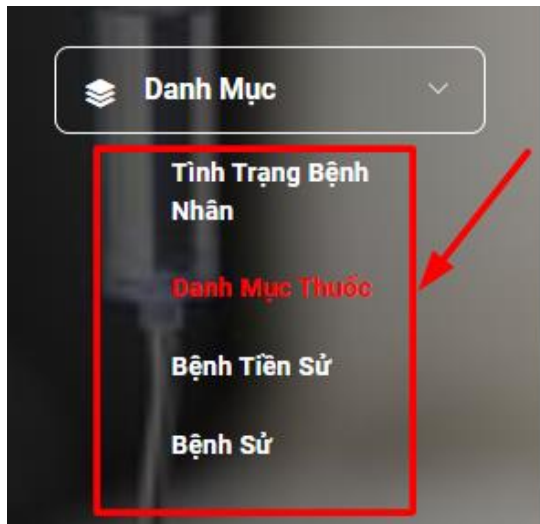 Danh Mục
Tình Trạng Bệnh
Nhân
Danh Mục Thuốc
Bệnh Tiền Sử
Bệnh Sử